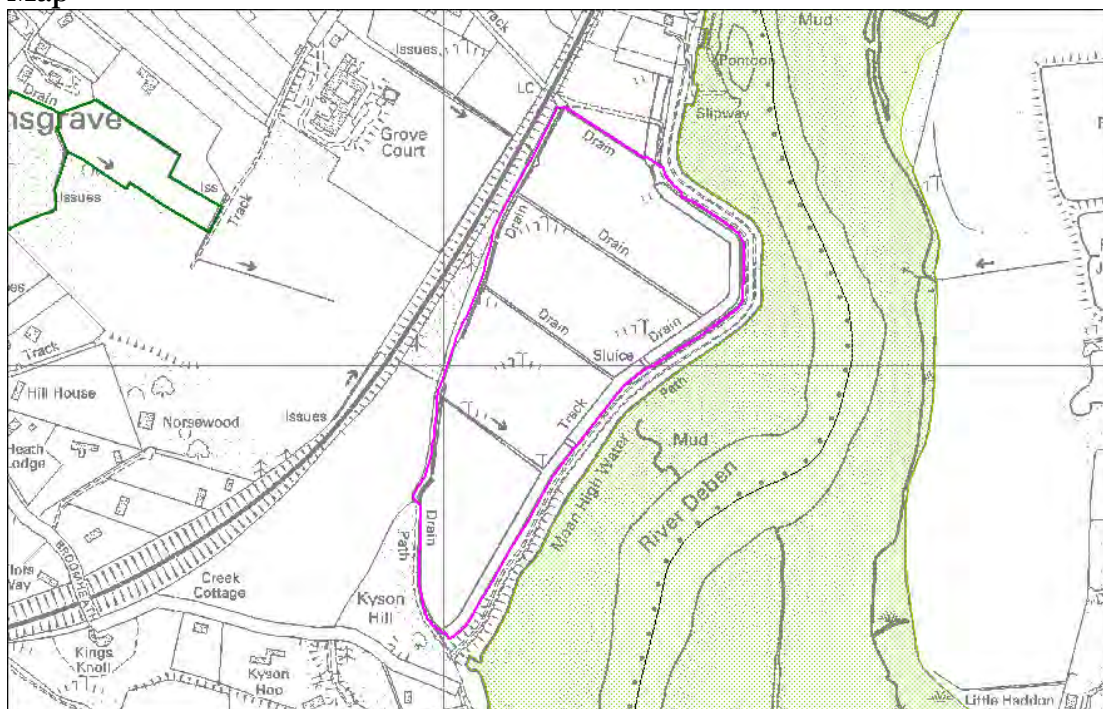 Map
Mud
Pontoon
Issues
LC
Drain
nsgrave
Grove
Court
Slipway
Drain
Iss
Issues
Track
Drain
Drain
Drain
Drain
Sluice
Track
Issues
Hill House
Norsewood
Path
Heath
Lodge
Track
Mud
Mean High Water
River Deben
Drain
Path
BROOMHEATH
Way
Creek
Cottage
Kyson
Hill
Kings
Knoll
Kyson
Hoo
Little Haddon